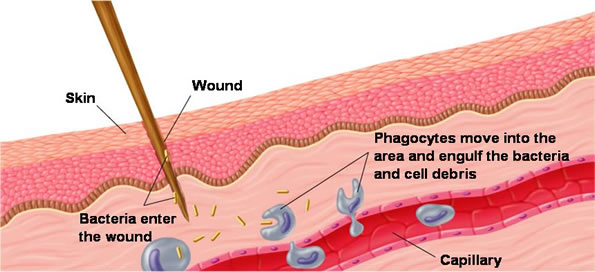 Wound
Skin
Phagocytes move into the
area and engulf the bacteria
and cell debris
Bacteria enter
the wound
Capillary